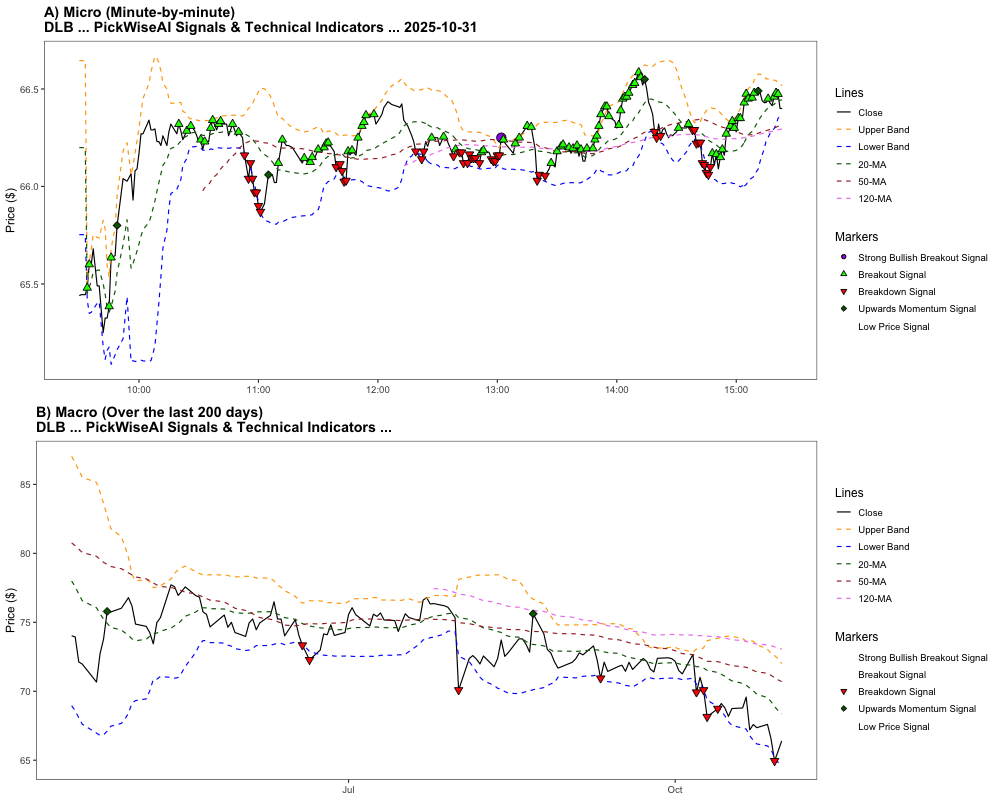 A) Micro (Minute-by-minute)
DLB ... PickWiseAI Signals & Technical Indicators ... 2025-10-31
Price ($)
66.5
66.0
65.5
10:00
11:00
12:00
13:00
14:00
15:00
Lines
Close
Upper Band
Lower Band
20-MA
50-MA
120-MA
Markers
Strong Bullish Breakout Signal
Breakout Signal
Breakdown Signal
Upwards Momentum Signal
Low Price Signal
B) Macro (Over the last 200 days)
DLB ... PickWiseAI Signals & Technical Indicators ...
Price ($)
85
80
75
70
65
Jul
Oct
Lines
Close
Upper Band
Lower Band
20-MA
50-MA
120-MA
Markers
Strong Bullish Breakout Signal
Breakout Signal
Breakdown Signal
Upwards Momentum Signal
Low Price Signal